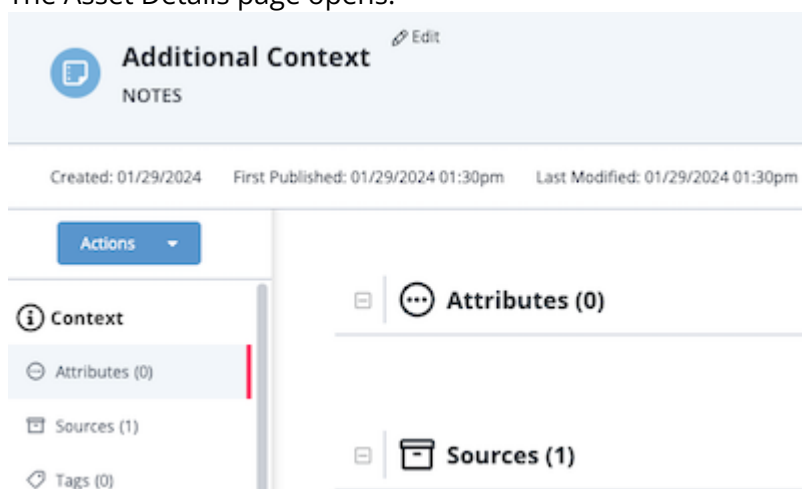 The Asset Details page opens.
Edit
Additional Context
NOTES
Created: 01/29/2024 First Published: 01/29/2024 01:30pm Last Modified: 01/29/2024 01:30pm
Actions
Context
Attributes (0)
Sources (1)
Tags (0)
Attributes (0)
Sources (1)